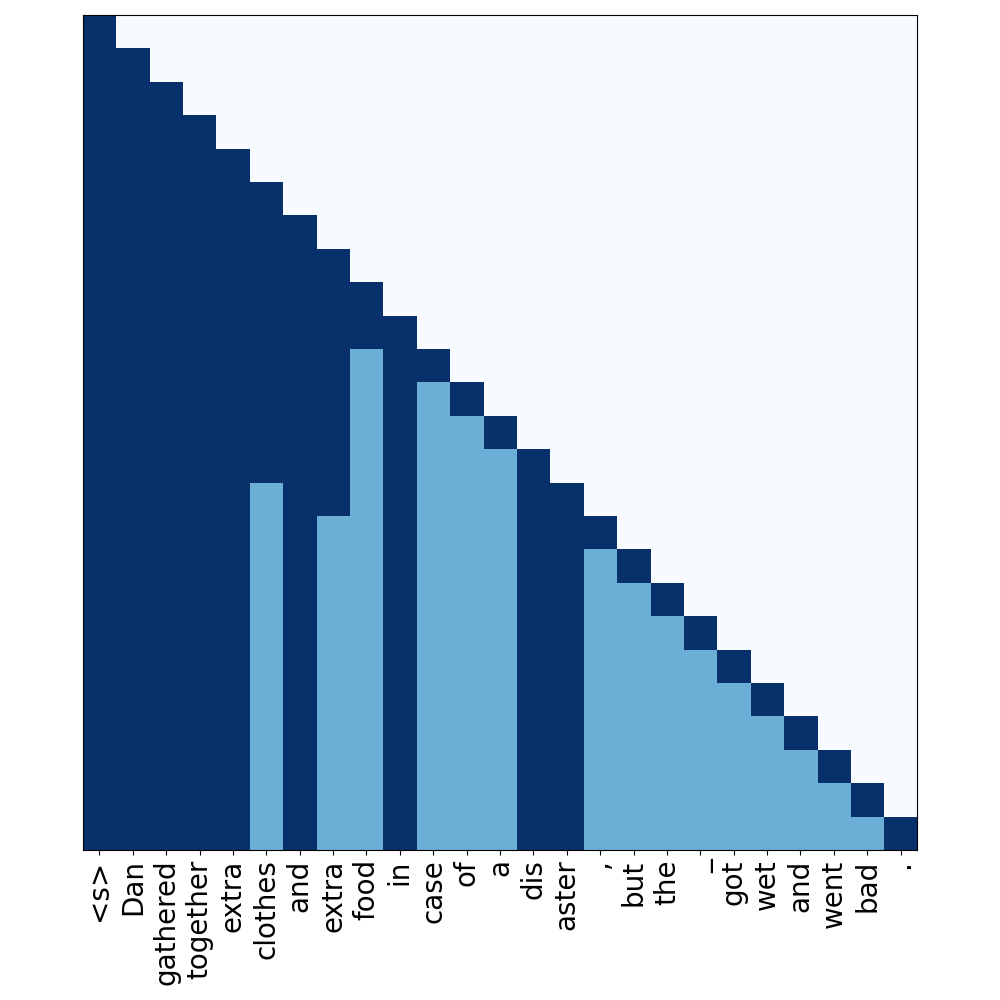 <s> Dan gathered together extra clothes and extra food in case of a dis aster , but the _ got wet and went bad .